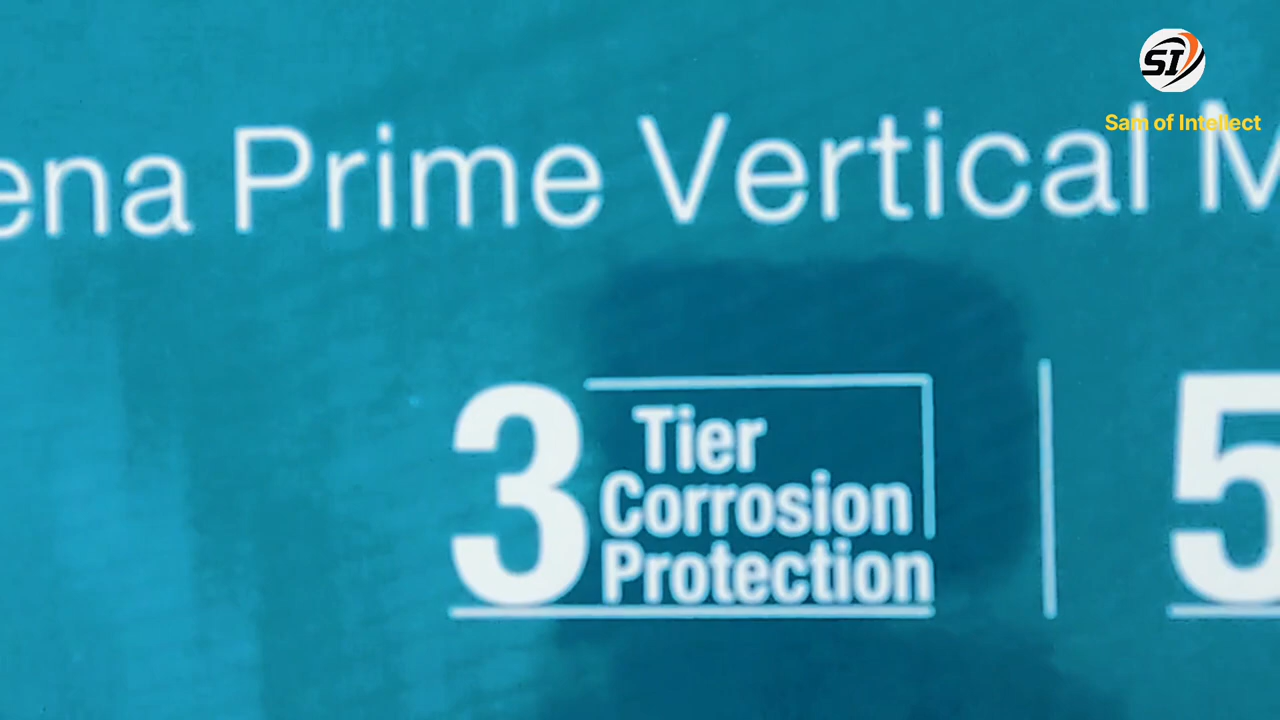 SI
Sam of Intellect
ena Prime Vertical M
3 Tier
Corrosion
Protection
5